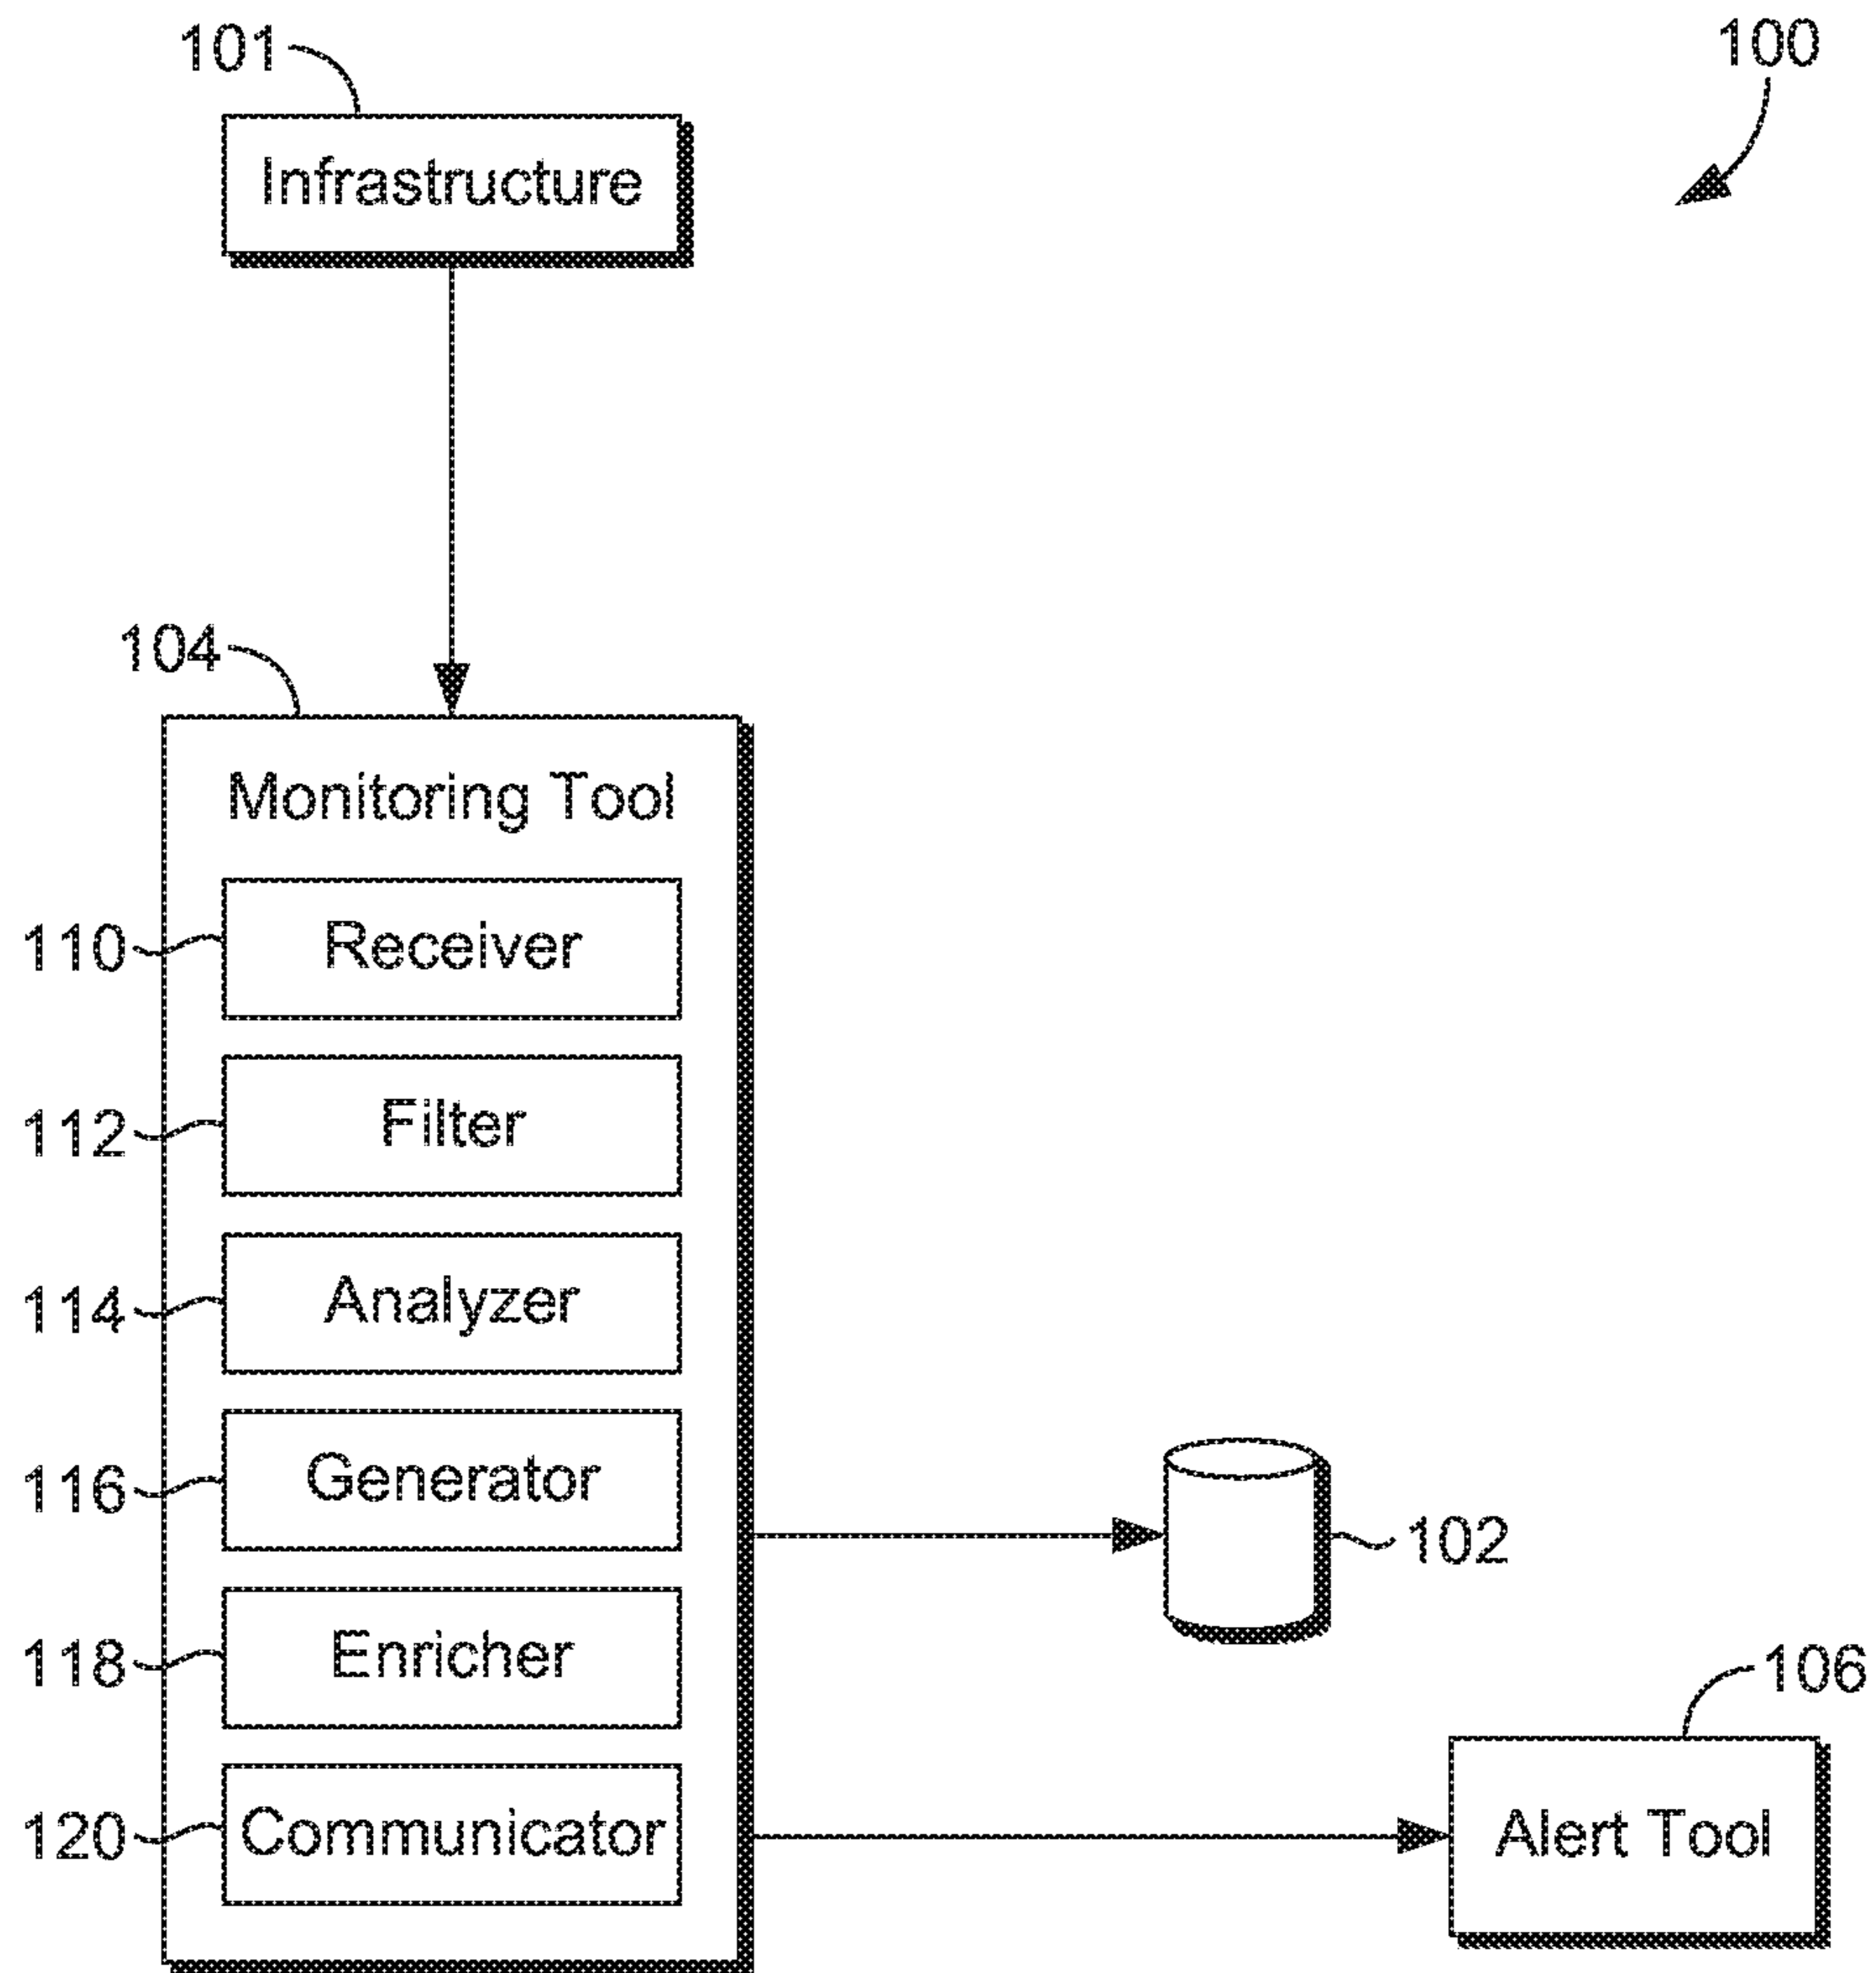 101
100
Infrastructure
104
Monitoring Tool
110
Receiver
112
Filter
114
Analyzer
116
Generator
102
118
Enricher
106
120
Communicator
Alert Tool